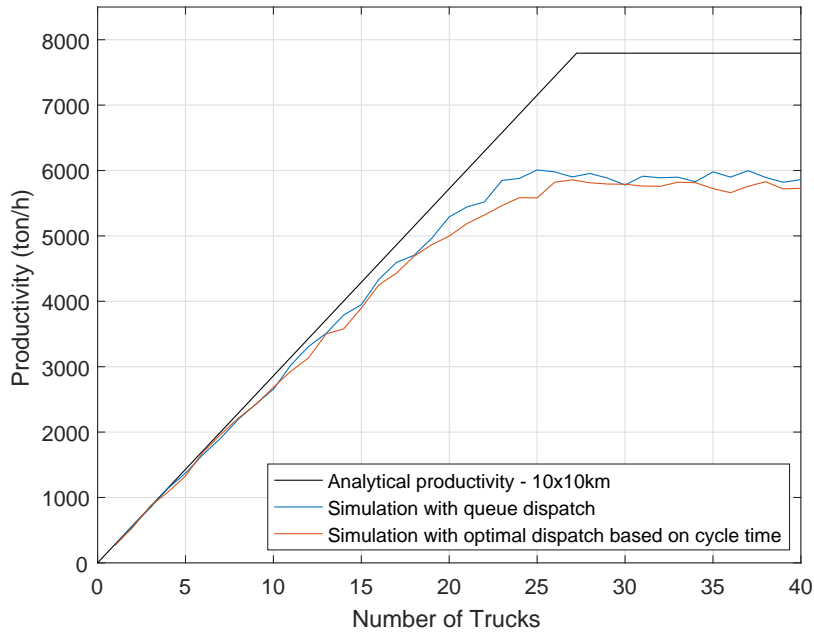 8000
7000
6000
5000
4000
3000
2000
1000
0
Productivity (ton/h)
Analytical productivity - 10x10km
Simulation with queue dispatch
Simulation with optimal dispatch based on cycle time
0 5 10 15 20 25 30 35 40
Number of Trucks